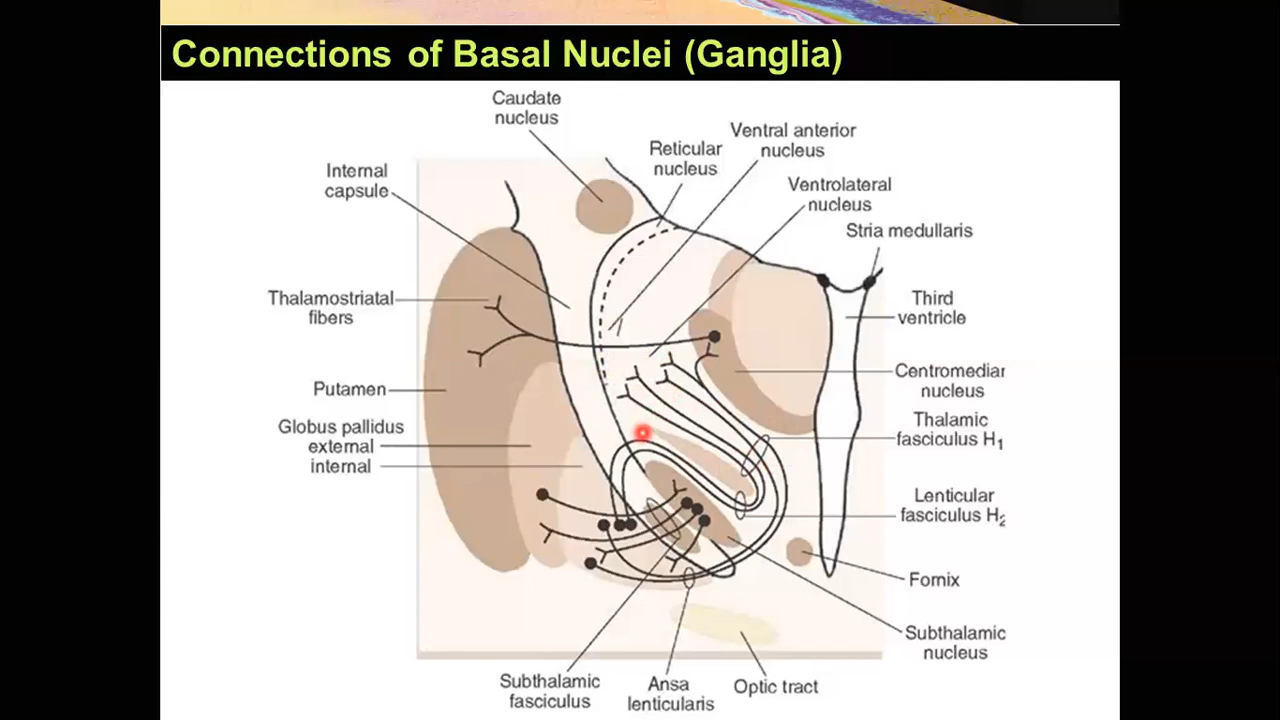 Connections of Basal Nuclei (Ganglia)
Caudate
nucleus
Ventral anterior
nucleus
Reticular
nucleus
Internal
capsule
Ventrolateral
nucleus
Stria medullaris
Thalamostriatal
fibers
Third
ventricle
Putamen
Centromedian
nucleus
Globus pallidus
external
internal
Thalamic
fasciculus H1
Lenticular
fasciculus H2
Fornix
Subthalamic
nucleus
Subthalamic
fasciculus
Ansa
lenticularis
Optic tract